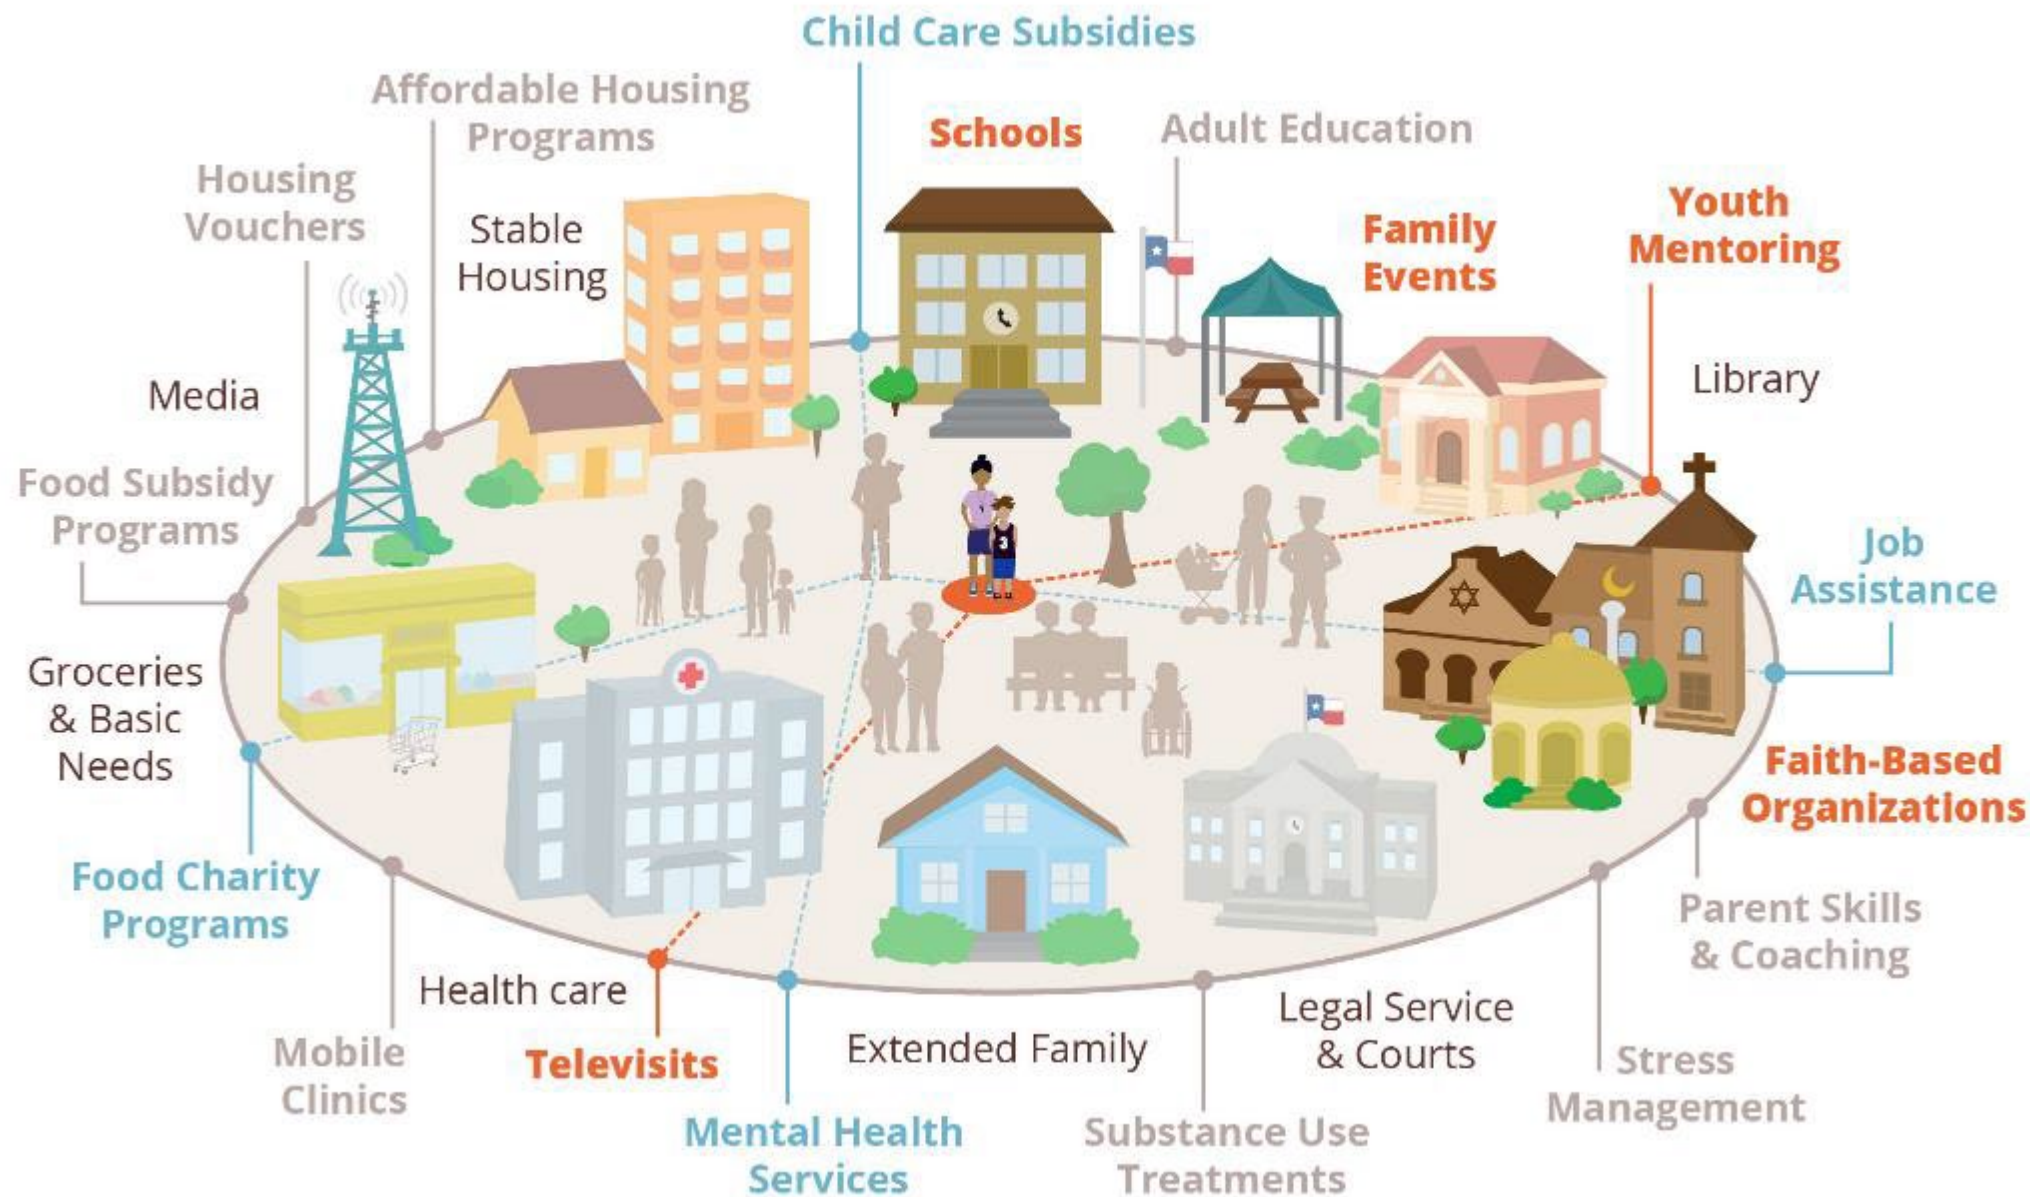 Child Care Subsidies
Affordable Housing
Programs
Schools
Adult Education
Housing
Vouchers
Stable
Housing
Family
Events
Youth
Mentoring
Media
Library
Food Subsidy
Programs
Job
Assistance
3
Groceries
& Basic
Needs
Faith-Based
Organizations
Food Charity
Programs
Parent Skills
& Coaching
Health care
Legal Service
& Courts
Mobile
Clinics
Televisits
Extended Family
Stress
Management
Mental Health
Services
Substance Use
Treatments